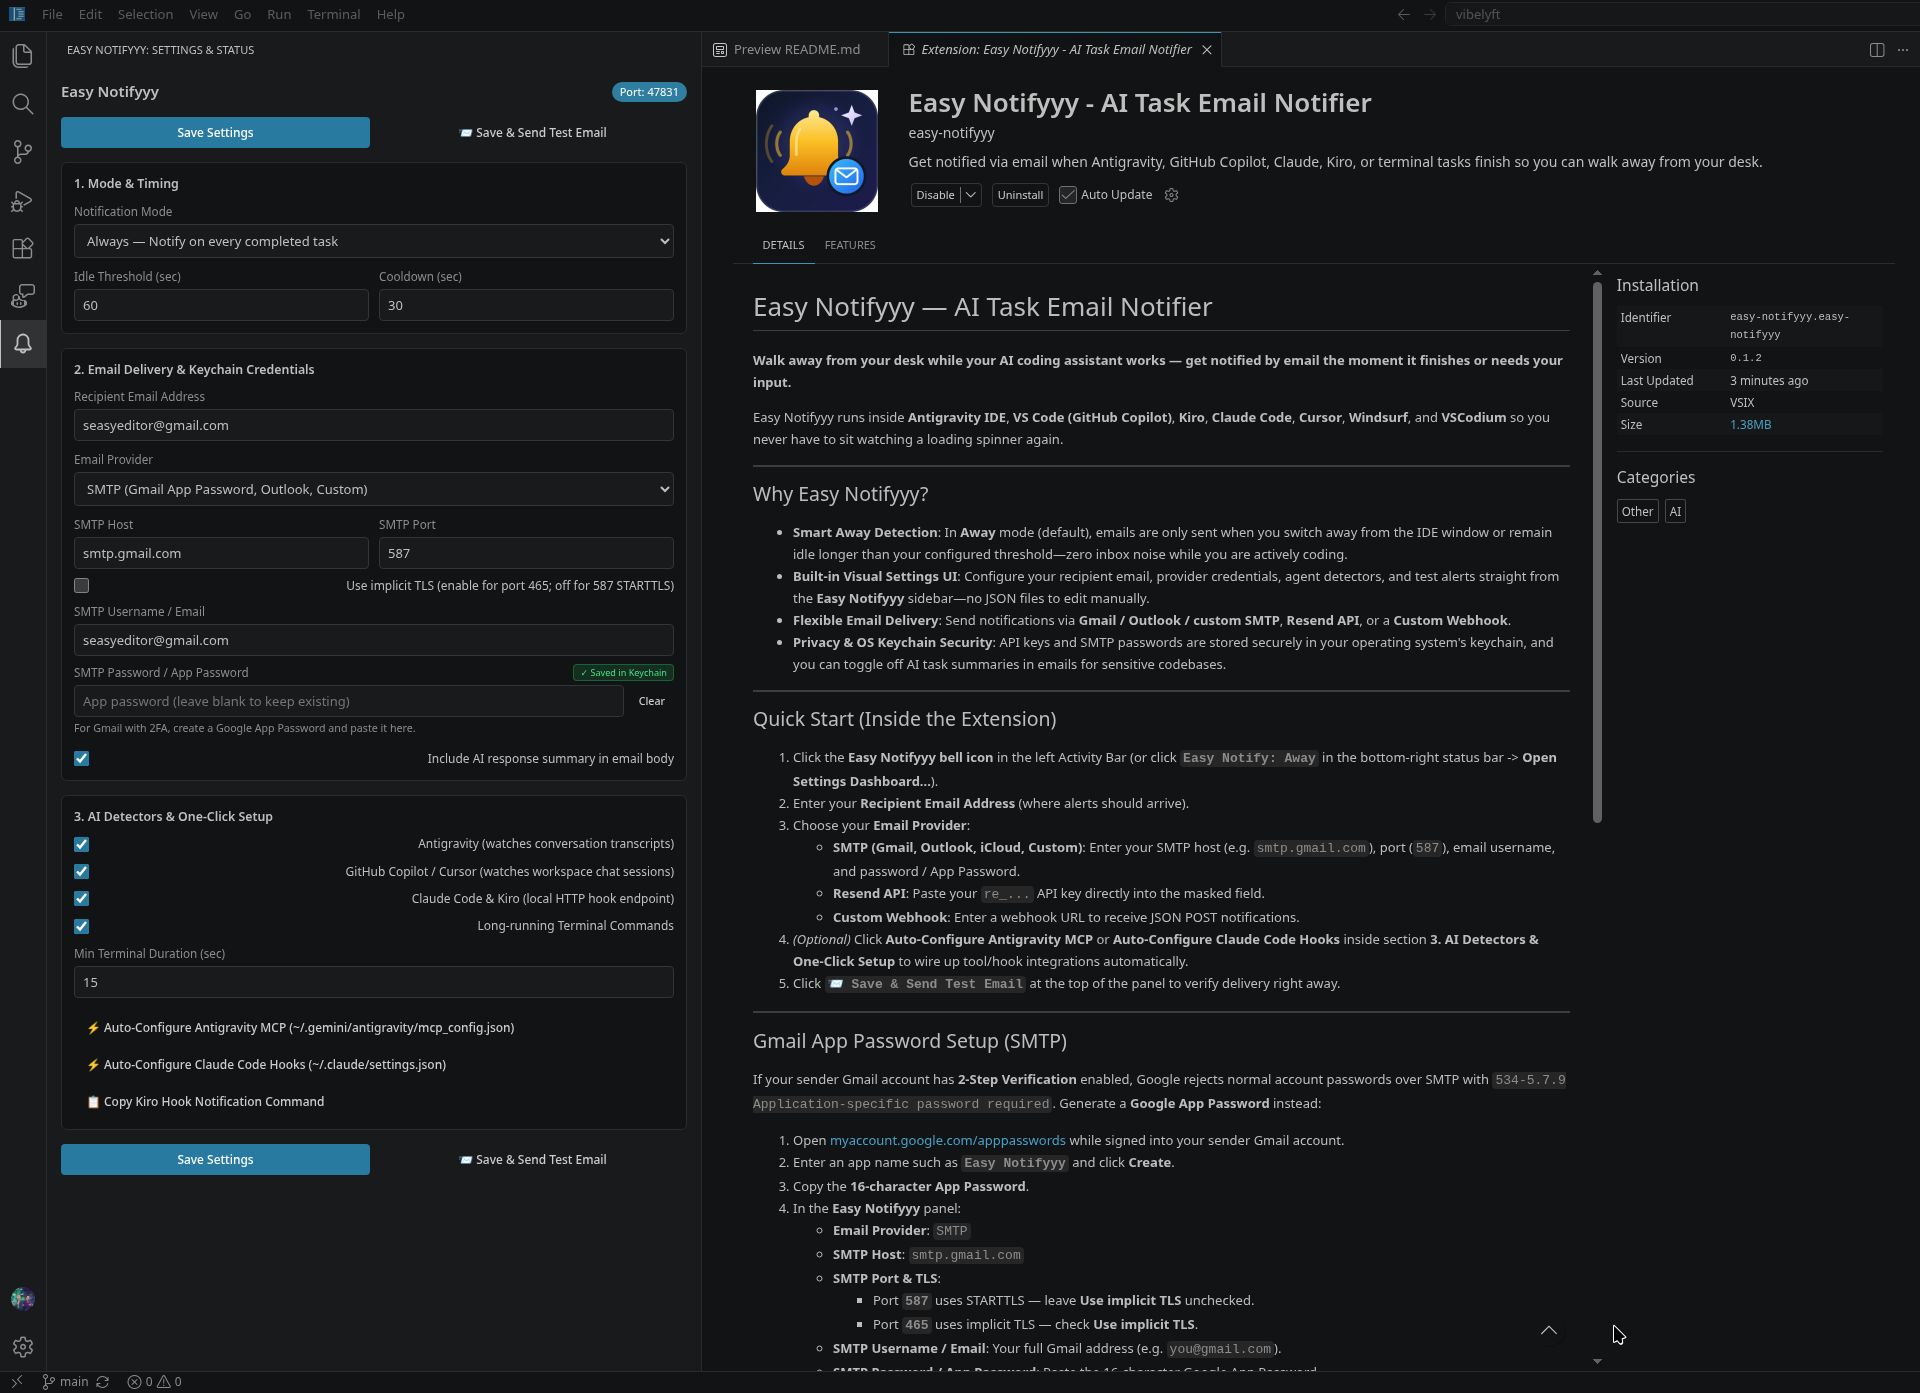 File Edit Selection View Go Run Terminal Help
vibelyft
EASY NOTIFYYY: SETTINGS & STATUS
Easy Notifyyy
Port: 47831
Save Settings
Save & Send Test Email
1. Mode & Timing
Notification Mode
Always — Notify on every completed task
Idle Threshold (sec)
Cooldown (sec)
60
30
2. Email Delivery & Keychain Credentials
Recipient Email Address
seasyeditor@gmail.com
Email Provider
SMTP (Gmail App Password, Outlook, Custom)
SMTP Host
SMTP Port
smtp.gmail.com
587
Use implicit TLS (enable for port 465; off for 587 STARTTLS)
SMTP Username / Email
seasyeditor@gmail.com
SMTP Password / App Password
✓ Saved in Keychain
App password (leave blank to keep existing)
Clear
For Gmail with 2FA, create a Google App Password and paste it here.
Include AI response summary in email body
3. AI Detectors & One-Click Setup
Antigravity (watches conversation transcripts)
GitHub Copilot / Cursor (watches workspace chat sessions)
Claude Code & Kiro (local HTTP hook endpoint)
Long-running Terminal Commands
Min Terminal Duration (sec)
15
⚡ Auto-Configure Antigravity MCP (~/.gemini/antigravity/mcp_config.json)
⚡ Auto-Configure Claude Code Hooks (~/.claude/settings.json)
📋 Copy Kiro Hook Notification Command
Save Settings
Save & Send Test Email
Preview README.md
Extension: Easy Notifyyy - AI Task Email Notifier
Easy Notifyyy - AI Task Email Notifier
easy-notifyyy
Get notified via email when Antigravity, GitHub Copilot, Claude, Kiro, or terminal tasks finish so you can walk away from your desk.
Disable
Uninstall
Auto Update
DETAILS
FEATURES
Easy Notifyyy — AI Task Email Notifier
Walk away from your desk while your AI coding assistant works — get notified by email the moment it finishes or needs your
input.
Easy Notifyyy runs inside Antigravity IDE, VS Code (GitHub Copilot), Kiro, Claude Code, Cursor, Windsurf, and VSCodium so you
never have to sit watching a loading spinner again.
Why Easy Notifyyy?
• Smart Away Detection: In Away mode (default), emails are only sent when you switch away from the IDE window or remain
idle longer than your configured threshold—zero inbox noise while you are actively coding.
• Built-in Visual Settings UI: Configure your recipient email, provider credentials, agent detectors, and test alerts straight from
the Easy Notifyyy sidebar—no JSON files to edit manually.
• Flexible Email Delivery: Send notifications via Gmail / Outlook / custom SMTP, Resend API, or a Custom Webhook.
• Privacy & OS Keychain Security: API keys and SMTP passwords are stored securely in your operating system's keychain, and
you can toggle off AI task summaries in emails for sensitive codebases.
Quick Start (Inside the Extension)
1. Click the Easy Notifyyy bell icon in the left Activity Bar (or click Easy Notify: Away in the bottom-right status bar -> Open
Settings Dashboard...).
2. Enter your Recipient Email Address (where alerts should arrive).
3. Choose your Email Provider:
◦ SMTP (Gmail, Outlook, iCloud, Custom): Enter your SMTP host (e.g. smtp.gmail.com), port (587), email username,
and password / App Password.
◦ Resend API: Paste your re_... API key directly into the masked field.
◦ Custom Webhook: Enter a webhook URL to receive JSON POST notifications.
4. (Optional) Click Auto-Configure Antigravity MCP or Auto-Configure Claude Code Hooks inside section 3. AI Detectors &
One-Click Setup to wire up tool/hook integrations automatically.
5. Click 📨 Save & Send Test Email at the top of the panel to verify delivery right away.
Gmail App Password Setup (SMTP)
If your sender Gmail account has 2-Step Verification enabled, Google rejects normal account passwords over SMTP with 534-5.7.9
Application-specific password required. Generate a Google App Password instead:
1. Open myaccount.google.com/apppasswords while signed into your sender Gmail account.
2. Enter an app name such as Easy Notifyyy and click Create.
3. Copy the 16-character App Password.
4. In the Easy Notifyyy panel:
◦ Email Provider: SMTP
◦ SMTP Host: smtp.gmail.com
◦ SMTP Port & TLS:
▪ Port 587 uses STARTTLS — leave Use implicit TLS unchecked.
▪ Port 465 uses implicit TLS — check Use implicit TLS.
◦ SMTP Username / Email: Your full Gmail address (e.g. you@gmail.com).
◦ SMTP Password / App Password: Paste the 16-character Google App Password.
Installation
Identifier
easy-notifyyy.easy-
notifyyy
Version 0.1.2
Last Updated 3 minutes ago
Source VSIX
Size 1.38MB
Categories
Other AI
main 0 0